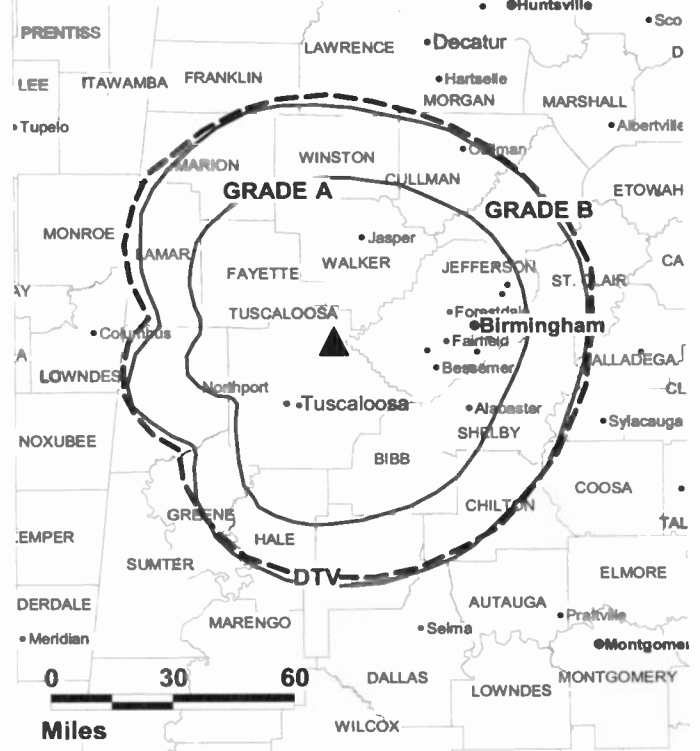 Huntsville
PRENTISS
Sco
LAWRENCE
Decatur
D
LEE
ITAWAMBA
FRANKLIN
Hartselle
MORGAN
MARSHALL
Tupelo
Albertville
Cullman
MARION
WINSTON
CULLMAN
GRADE A
ETOWAH
GRADE B
MONROE
Jasper
LAMAR
WALKER
JEFFERSON
CA
FAYETTE
ST. CLAIR
AY
TUSCALOOSA
Forestdale
Birmingham
Columbus
Fairfield
A
ALLADEGA
LOWNDES
Bessemer
Northport
CL
Tuscaloosa
Alabaster
Sylacauga
SHELBY
NOXUBEE
BIBB
COOSA
CHILTON
GREENE
TAL
EMPER
HALE
SUMTER
DTV
ELMORE
DERDALE
AUTAUGA
Prattville
MARENGO
Selma
Meridian
Montgomer
0 30 60
DALLAS
MONTGOMERY
LOWNDES
Miles
WILCOX